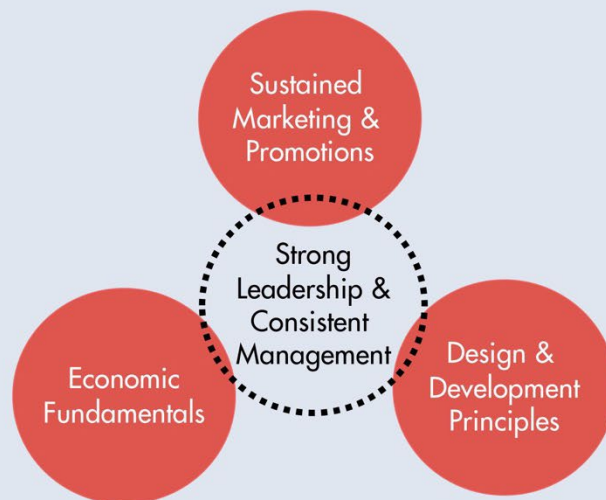 Sustained
Marketing &
Promotions
Strong
Leadership &
Consistent
Management
Economic
Fundamentals
Design &
Development
Principles